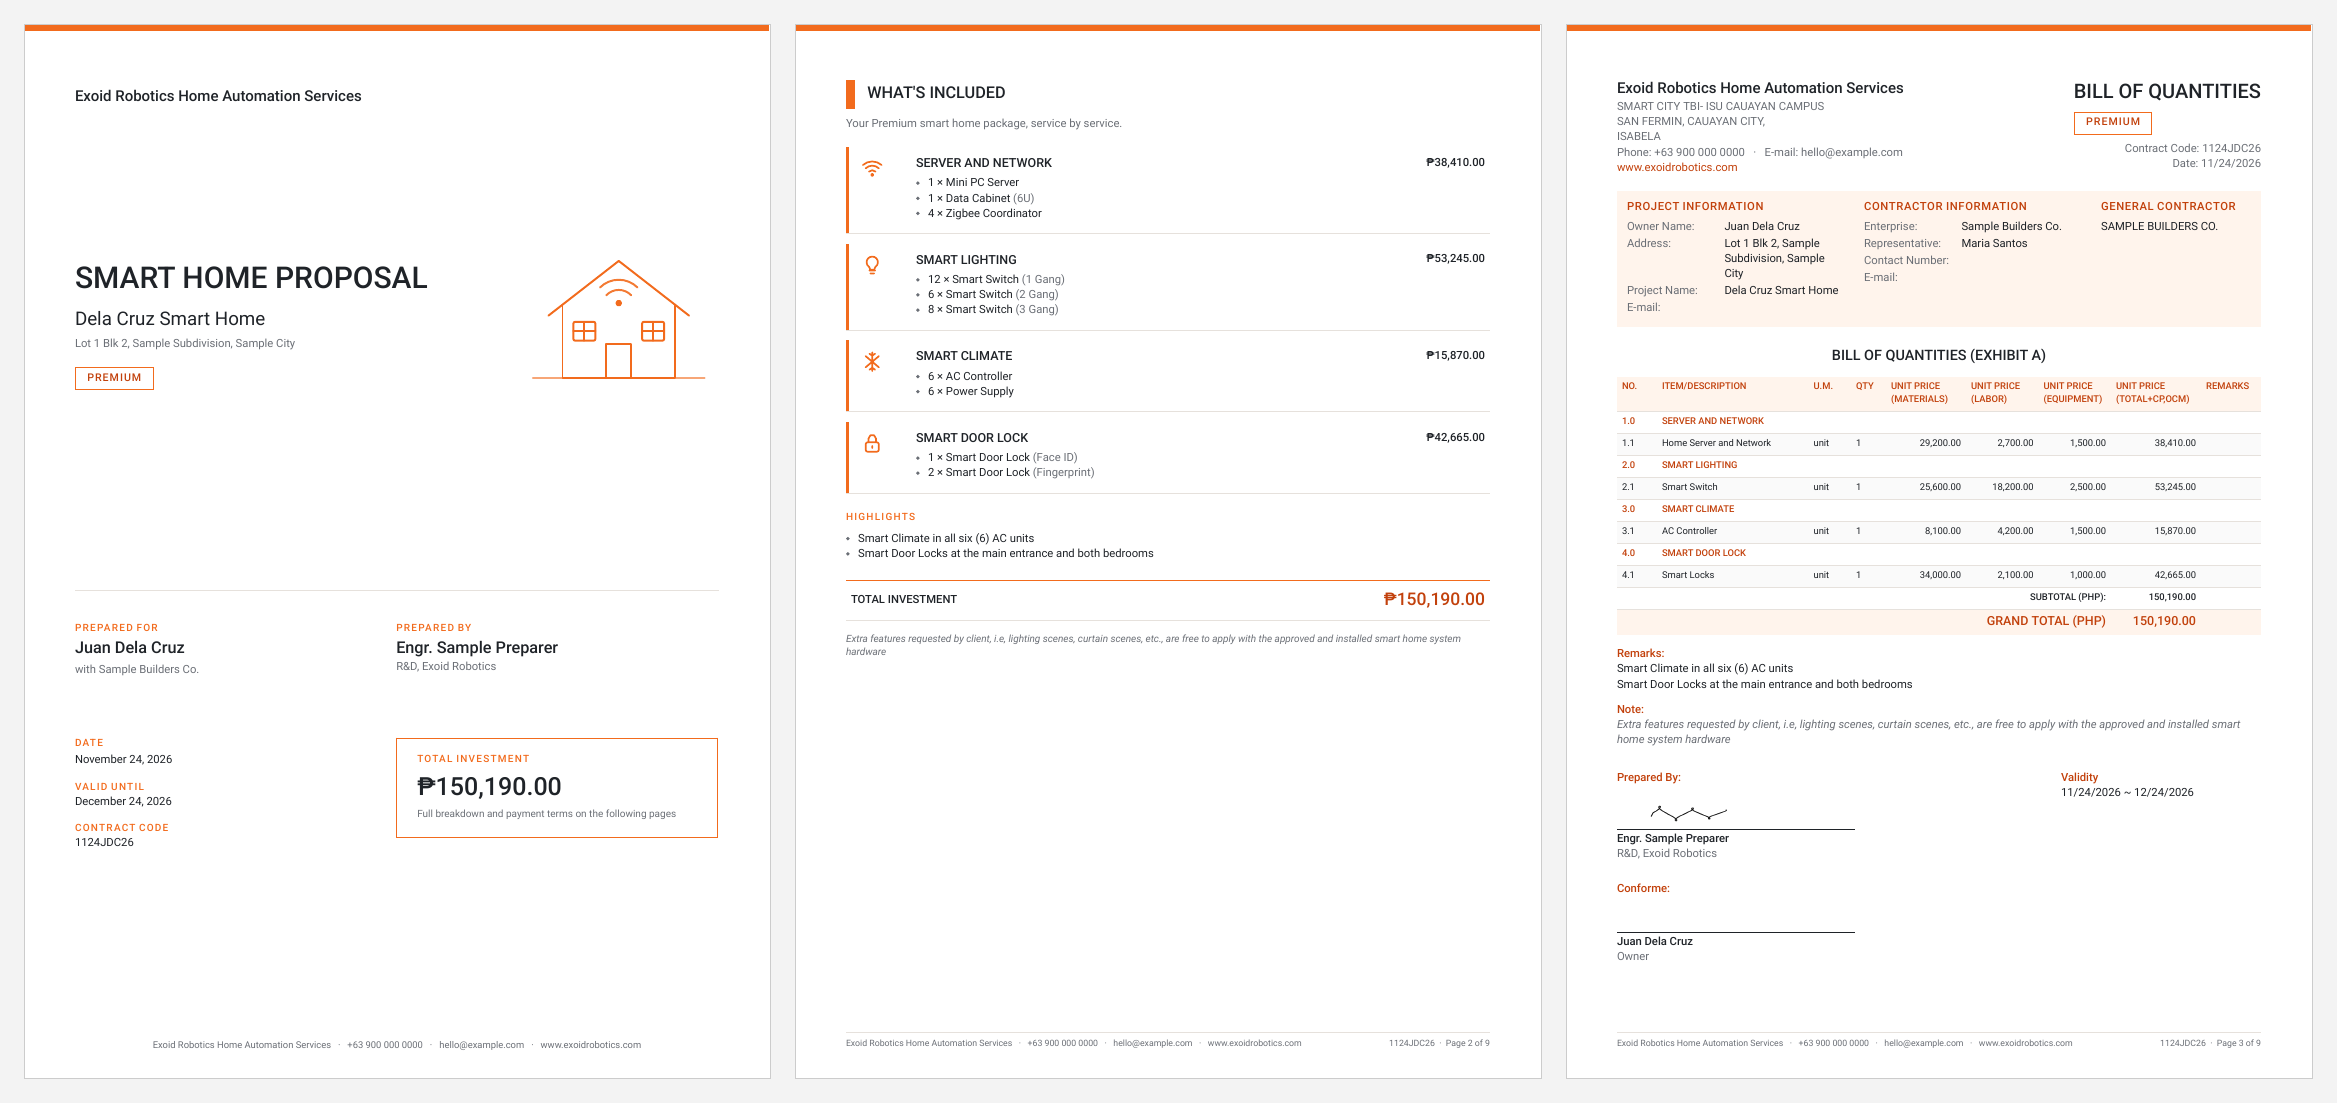 Exoid Robotics Home Automation Services
SMART HOME PROPOSAL
Dela Cruz Smart Home
Lot 1 Blk 2, Sample Subdivision, Sample City
PREMIUM
PREPARED FOR
Juan Dela Cruz
with Sample Builders Co.
PREPARED BY
Engr. Sample Preparer
R&D, Exoid Robotics
DATE
November 24, 2026
VALID UNTIL
December 24, 2026
CONTRACT CODE
1124JDC26
TOTAL INVESTMENT
₱150,190.00
Full breakdown and payment terms on the following pages
Exoid Robotics Home Automation Services · +63 900 000 0000 · hello@example.com · www.exoidrobotics.com
WHAT'S INCLUDED
Your Premium smart home package, service by service.
SERVER AND NETWORK ₱38,410.00
• 1 × Mini PC Server
• 1 × Data Cabinet (6U)
• 4 × Zigbee Coordinator
SMART LIGHTING ₱53,245.00
• 12 × Smart Switch (1 Gang)
• 6 × Smart Switch (2 Gang)
• 8 × Smart Switch (3 Gang)
SMART CLIMATE ₱15,870.00
• 6 × AC Controller
• 6 × Power Supply
SMART DOOR LOCK ₱42,665.00
• 1 × Smart Door Lock (Face ID)
• 2 × Smart Door Lock (Fingerprint)
HIGHLIGHTS
• Smart Climate in all six (6) AC units
• Smart Door Locks at the main entrance and both bedrooms
TOTAL INVESTMENT ₱150,190.00
Extra features requested by client, i.e, lighting scenes, curtain scenes, etc., are free to apply with the approved and installed smart home system
hardware
Exoid Robotics Home Automation Services · +63 900 000 0000 · hello@example.com · www.exoidrobotics.com 1124JDC26 · Page 2 of 9
Exoid Robotics Home Automation Services
SMART CITY TBI- ISU CAUAYAN CAMPUS
SAN FERMIN, CAUAYAN CITY,
ISABELA
Phone: +63 900 000 0000 · E-mail: hello@example.com
www.exoidrobotics.com
BILL OF QUANTITIES
PREMIUM
Contract Code: 1124JDC26
Date: 11/24/2026
PROJECT INFORMATION
Owner Name: Juan Dela Cruz
Address: Lot 1 Blk 2, Sample
Subdivision, Sample
City
Project Name: Dela Cruz Smart Home
E-mail:
CONTRACTOR INFORMATION
Enterprise: Sample Builders Co.
Representative: Maria Santos
Contact Number:
E-mail:
GENERAL CONTRACTOR
SAMPLE BUILDERS CO.
BILL OF QUANTITIES (EXHIBIT A)
NO. ITEM/DESCRIPTION U.M. QTY UNIT PRICE UNIT PRICE UNIT PRICE UNIT PRICE REMARKS
(MATERIALS) (LABOR) (EQUIPMENT) (TOTAL+CP,OCM)
1.0 SERVER AND NETWORK
1.1 Home Server and Network unit 1 29,200.00 2,700.00 1,500.00 38,410.00
2.0 SMART LIGHTING
2.1 Smart Switch unit 1 25,600.00 18,200.00 2,500.00 53,245.00
3.0 SMART CLIMATE
3.1 AC Controller unit 1 8,100.00 4,200.00 1,500.00 15,870.00
4.0 SMART DOOR LOCK
4.1 Smart Locks unit 1 34,000.00 2,100.00 1,000.00 42,665.00
SUBTOTAL (PHP): 150,190.00
GRAND TOTAL (PHP) 150,190.00
Remarks:
Smart Climate in all six (6) AC units
Smart Door Locks at the main entrance and both bedrooms
Note:
Extra features requested by client, i.e, lighting scenes, curtain scenes, etc., are free to apply with the approved and installed smart
home system hardware
Prepared By:
Engr. Sample Preparer
R&D, Exoid Robotics
Validity
11/24/2026 ~ 12/24/2026
Conforme:
Juan Dela Cruz
Owner
Exoid Robotics Home Automation Services · +63 900 000 0000 · hello@example.com · www.exoidrobotics.com 1124JDC26 · Page 3 of 9